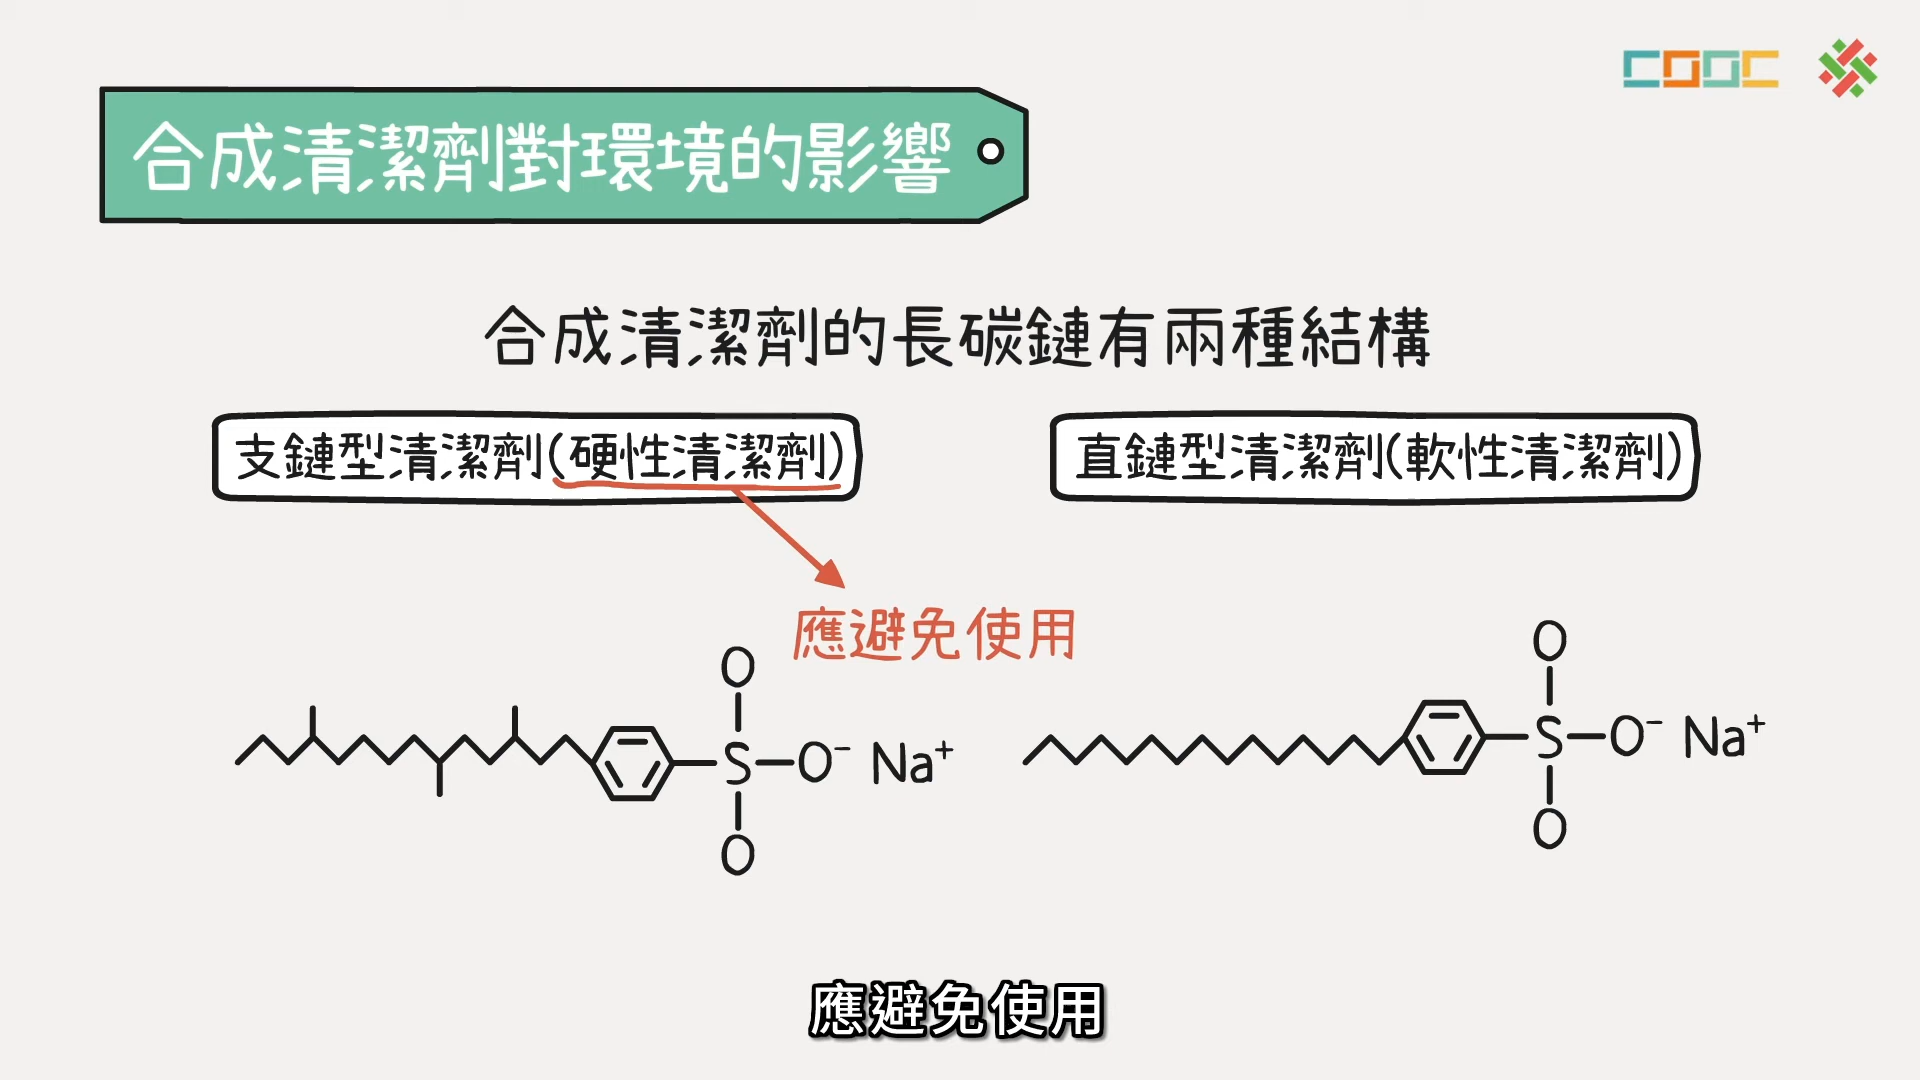 COOC
合成清潔劑對環境的影響
合成清潔劑的長碳鏈有兩種結構
支鏈型清潔劑(硬性清潔劑)
直鏈型清潔劑(軟性清潔劑)
應避免使用
O
S—O⁻ Na⁺
O
O
S—O⁻ Na⁺
O
應避免使用